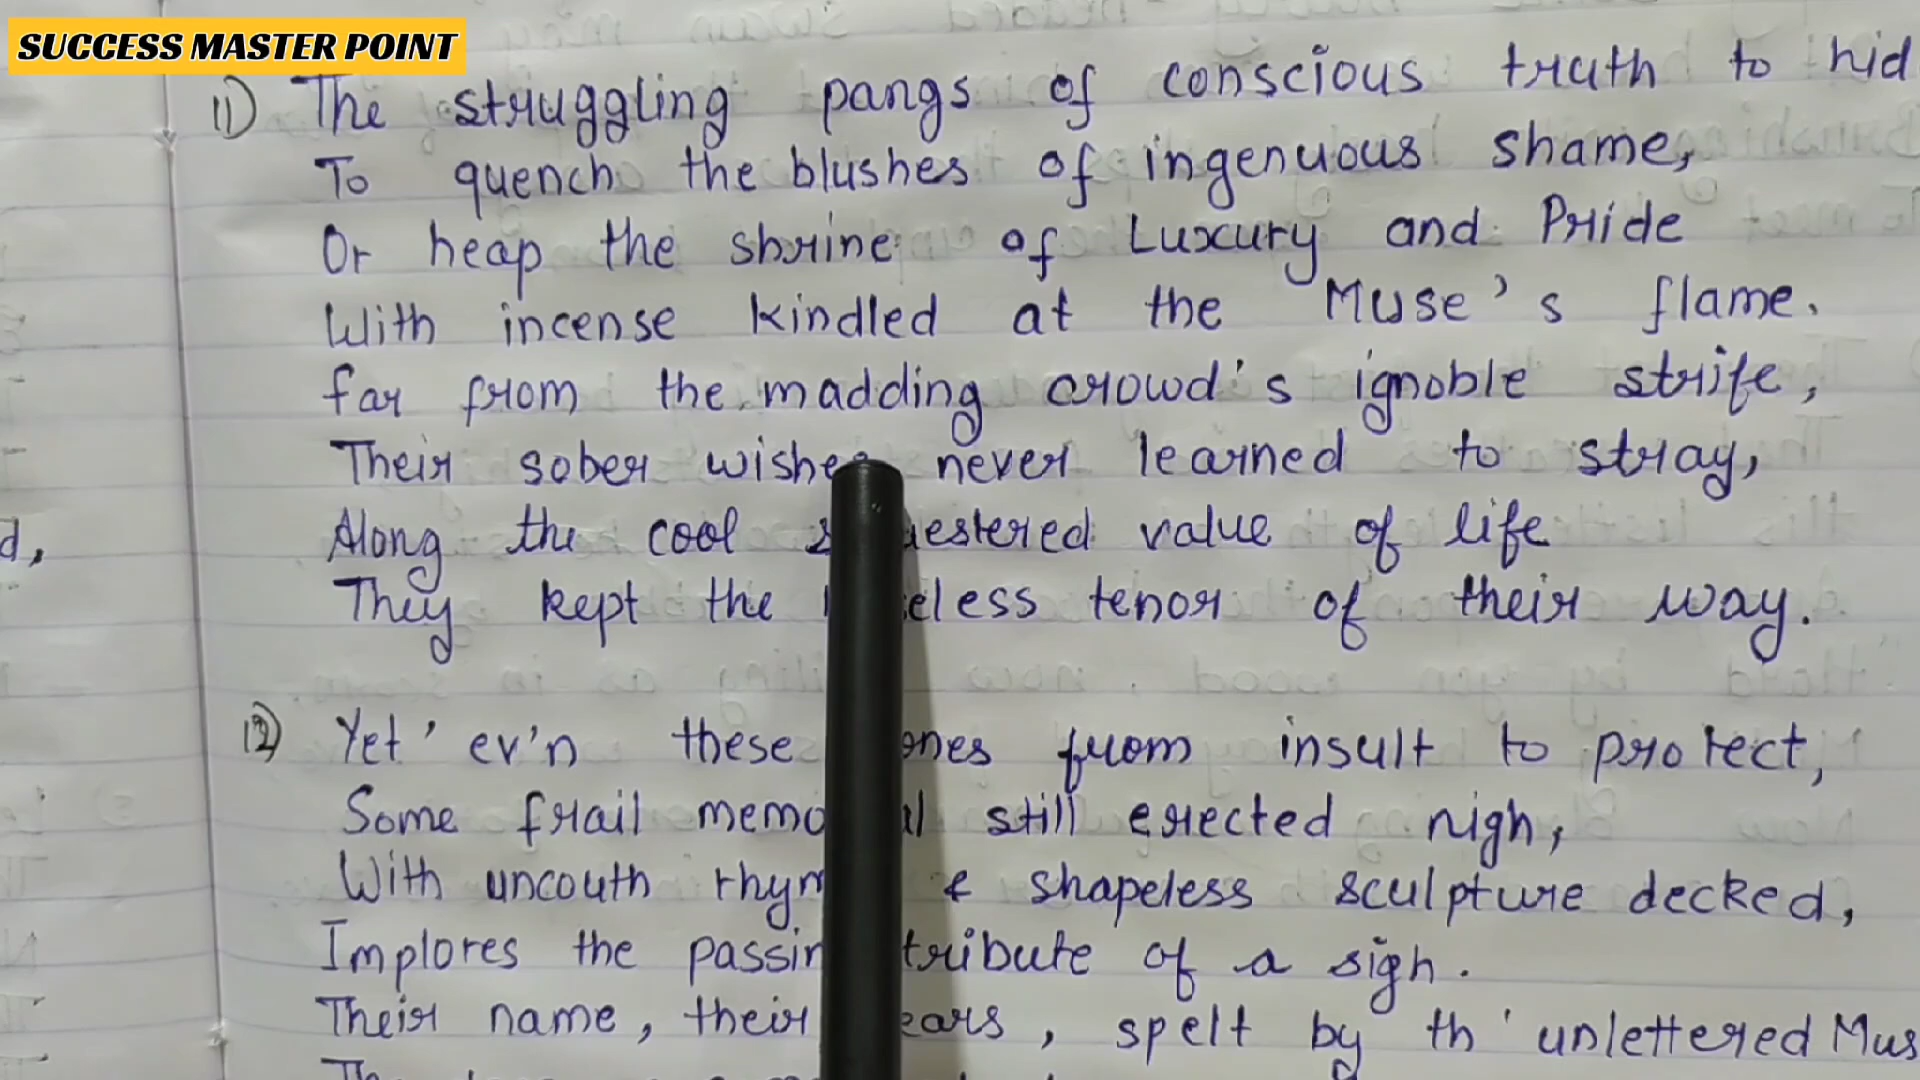 SUCCESS MASTER POINT
11) The struggling pangs of conscious truth to hid
To quench the blushes of ingenuous shame,
Or heap the shrine of Luxury and Pride
With incense kindled at the Muse's flame.
far from the madding crowd's ignoble strife,
Their sober wishes never learned to stray,
Along the cool value of life
They kept the tenor of their way.
12) Yet' ev'n these from insult to protect,
Some frail still erected nigh,
With uncouth & shapeless sculpture decked,
Implores the tribute of a sigh.
Their name, their , spelt by th' unlettered Mus
d,